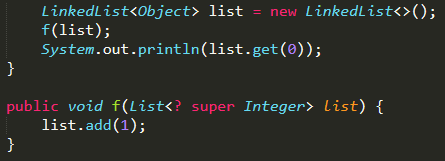 LinkedList<Object> list = new LinkedList<>();
f(list);
System.out.println(list.get(0));
}
public void f(List<? super Integer> list) {
list.add(1);
}